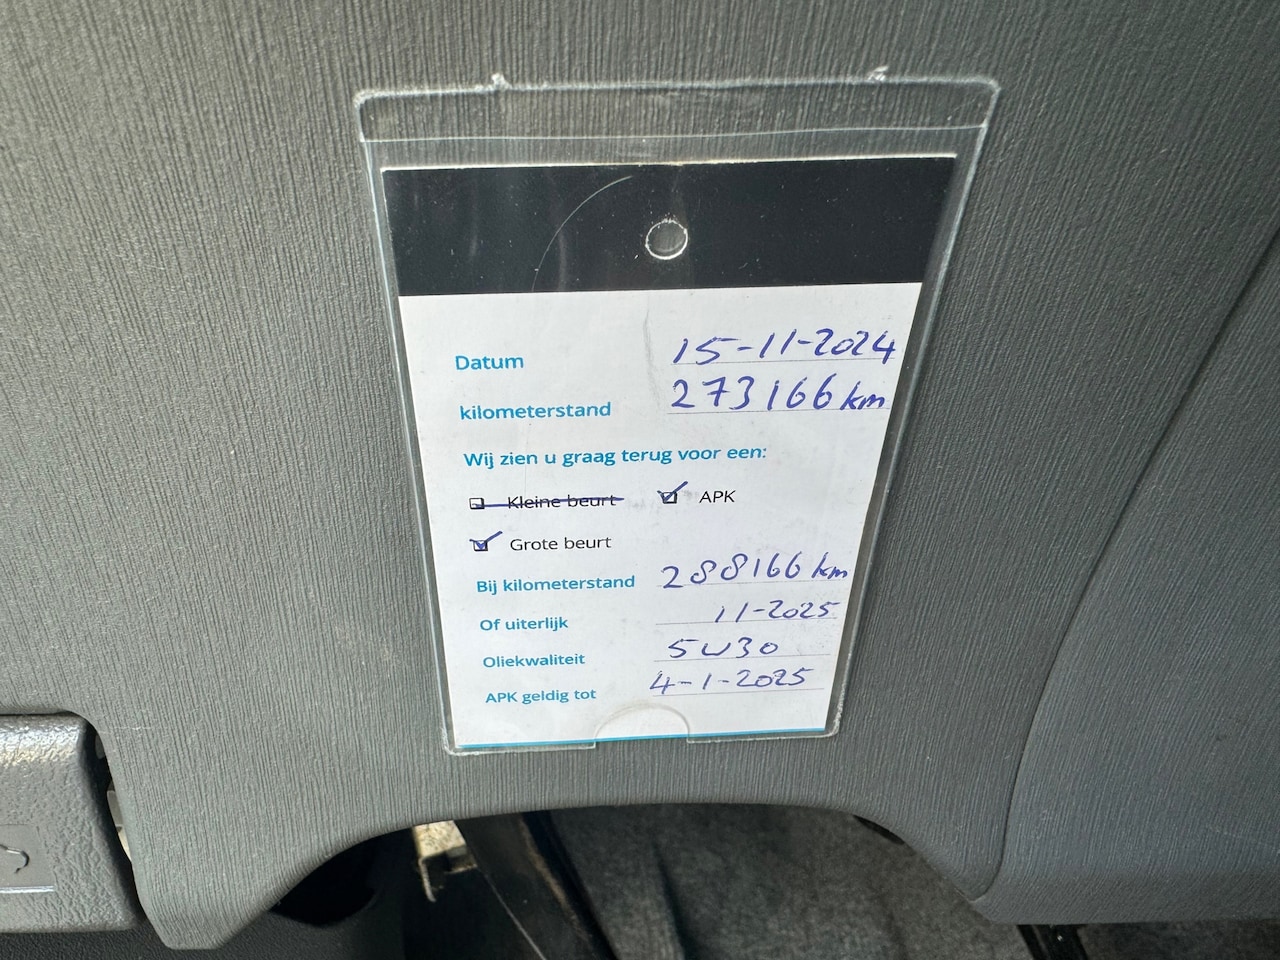 Datum 15-11-2024
kilometerstand 273166 km
Wij zien u graag terug voor een:
Kleine beurt APK
Grote beurt
Bij kilometerstand 288166 km
Of uiterlijk 11-2025
Oliekwaliteit 5W30
APK geldig tot 4-1-2025